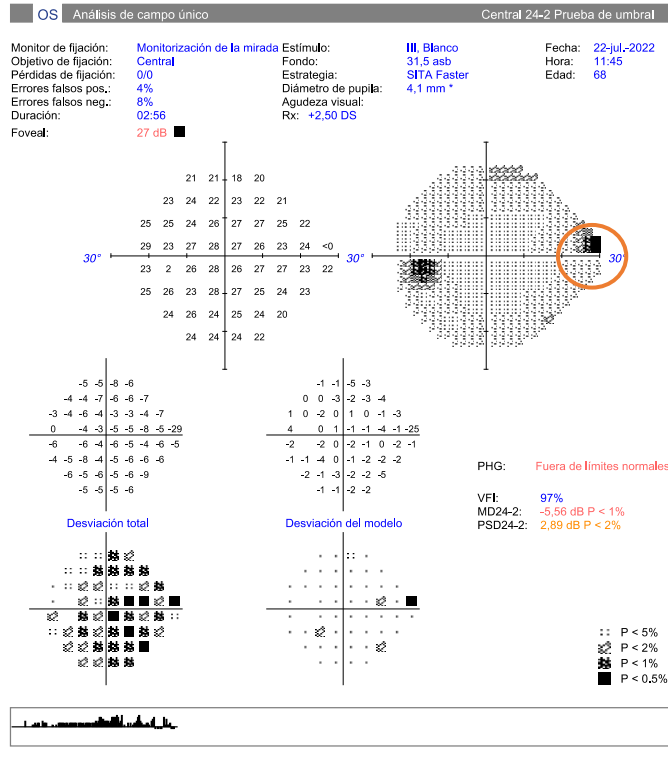 OS Análisis de campo único Central 24-2 Prueba de umbral
Monitor de fijación: Monitorización de la mirada Estímulo: III, Blanco Fecha: 22-jul.-2022
Objetivo de fijación: Central Fondo: 31,5 asb Hora: 11:45
Pérdidas de fijación: 0/0 Estrategia: SITA Faster Edad: 68
Errores falsos pos.: 4% Diámetro de pupila: 4,1 mm *
Errores falsos neg.: 8% Agudeza visual:
Duración: 02:56 Rx: +2,50 DS
Foveal: 27 dB
21 21 18 20
23 24 22 23 22 21
25 25 24 26 27 27 25 22
29 23 27 28 27 26 23 24 <0
30° 30° 30°
23 2 26 28 26 27 27 23 22
25 26 23 28 27 25 24 23
24 26 24 25 24 20
24 24 24 22
-5 -5 -8 -6
-4 -4 -7 -6 -6 -7
-3 -4 -6 -4 -3 -3 -4 -7
0 -4 -3 -5 -5 -8 -5 -29
-6 -6 -4 -6 -4 -4 -6 -5
-4 -5 -8 -4 -6 -5 -6 -6
-6 -5 -6 -5 -6 -9
-5 -5 -5 -6
-1 -1 -5 -3
0 0 -3 -2 -3 -4
1 0 -2 0 1 0 -1 -3
4 0 1 -1 -1 -4 -1 -25
-2 -2 0 -2 -1 0 -2 -1
-1 -1 -4 0 -1 -2 -2 -2
-2 -1 -3 -2 -2 -5
-1 -1 -2 -2
PHG: Fuera de límites normales
VFI: 97%
MD24-2: -5,56 dB P < 1%
PSD24-2: 2,89 dB P < 2%
Desviación total Desviación del modelo
P < 5%
P < 2%
P < 1%
P < 0.5%